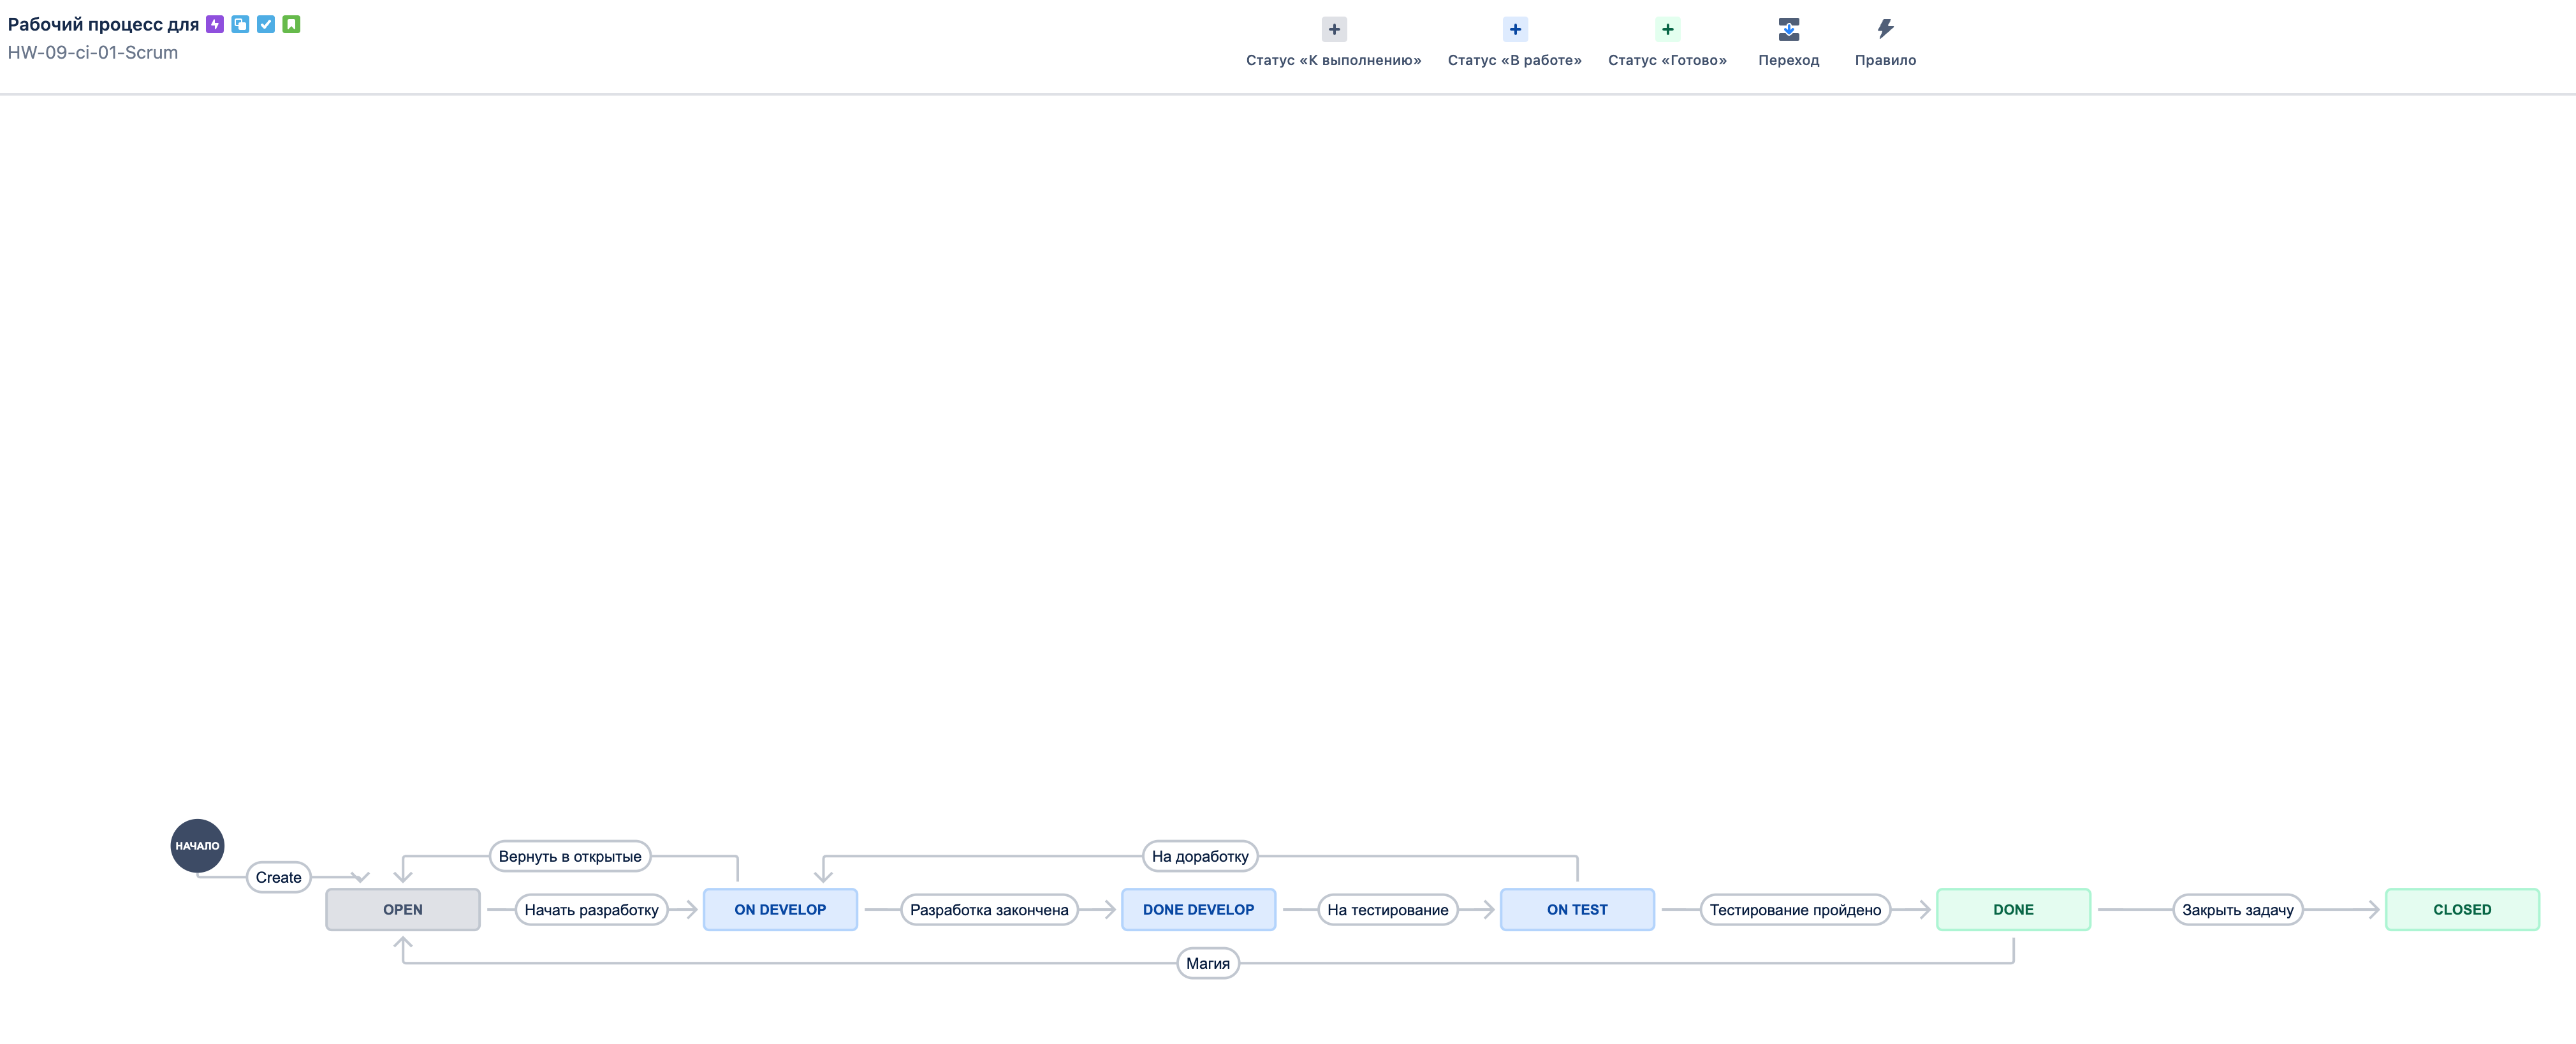 Рабочий процесс для
HW-09-ci-01-Scrum
Статус «К выполнению»
Статус «В работе»
Статус «Готово»
Переход
Правило
НАЧАЛО
Create
Вернуть в открытые
На доработку
OPEN
Начать разработку
ON DEVELOP
Разработка закончена
DONE DEVELOP
На тестирование
ON TEST
Тестирование пройдено
DONE
Закрыть задачу
CLOSED
Магия